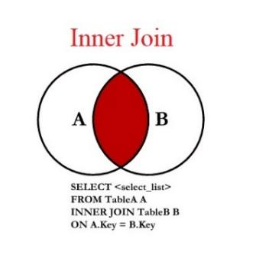 Inner Join
A B
SELECT <select_list>
FROM TableA A
INNER JOIN TableB B
ON A.Key = B.Key